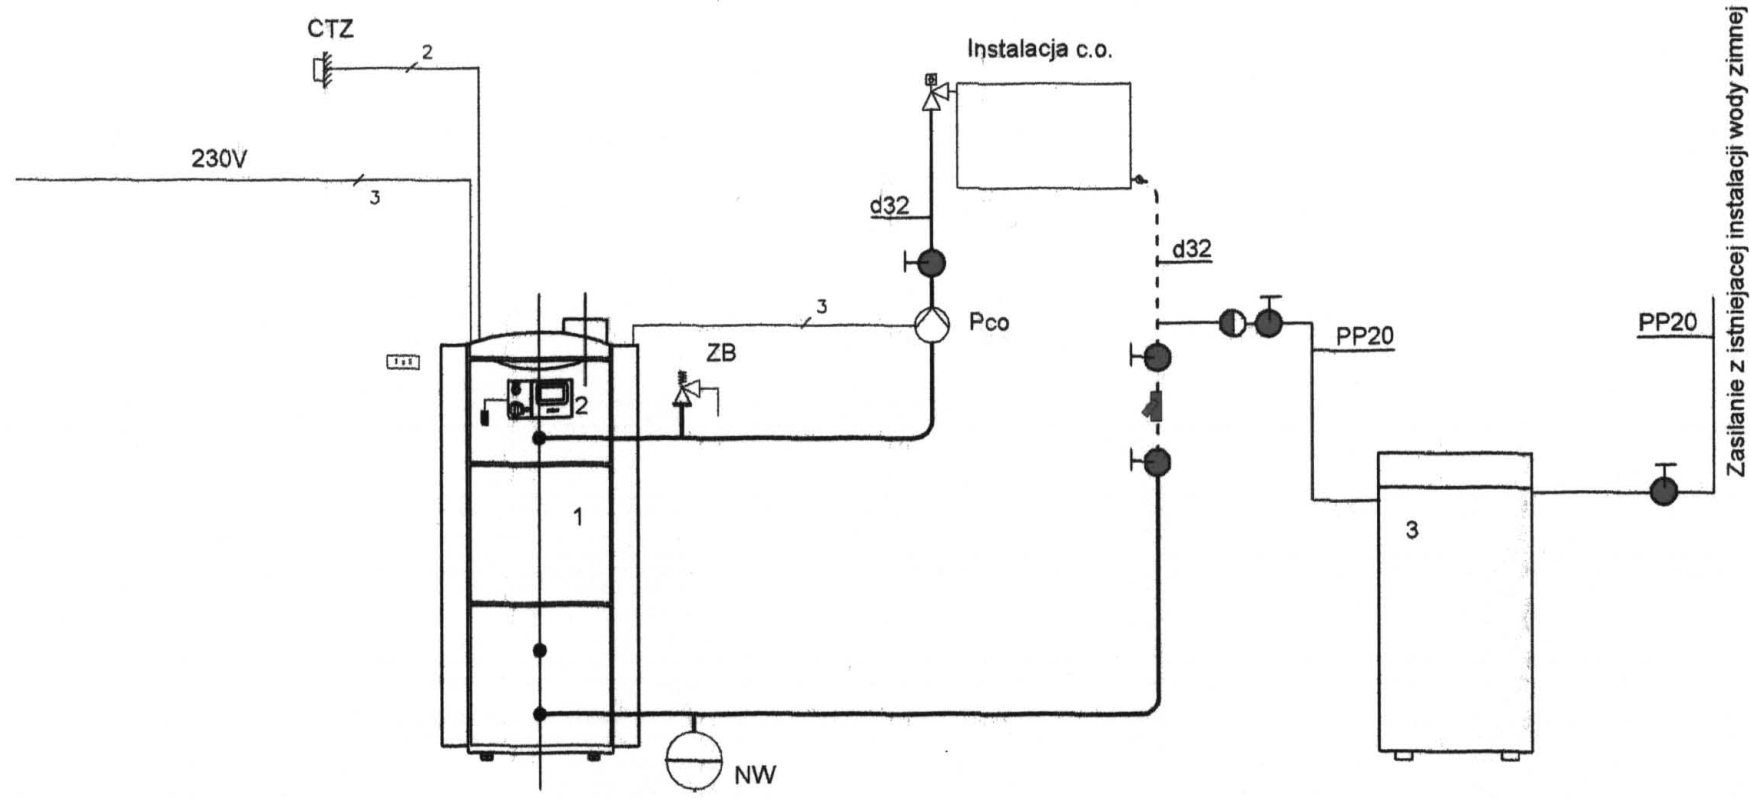 CTZ
2
Instalacja c.o.
230V
3
d32
d32
3
Pco
PP20
PP20
ZB
2
1
3
NW
Zasilanie z istniejacej instalacji wody zimnej